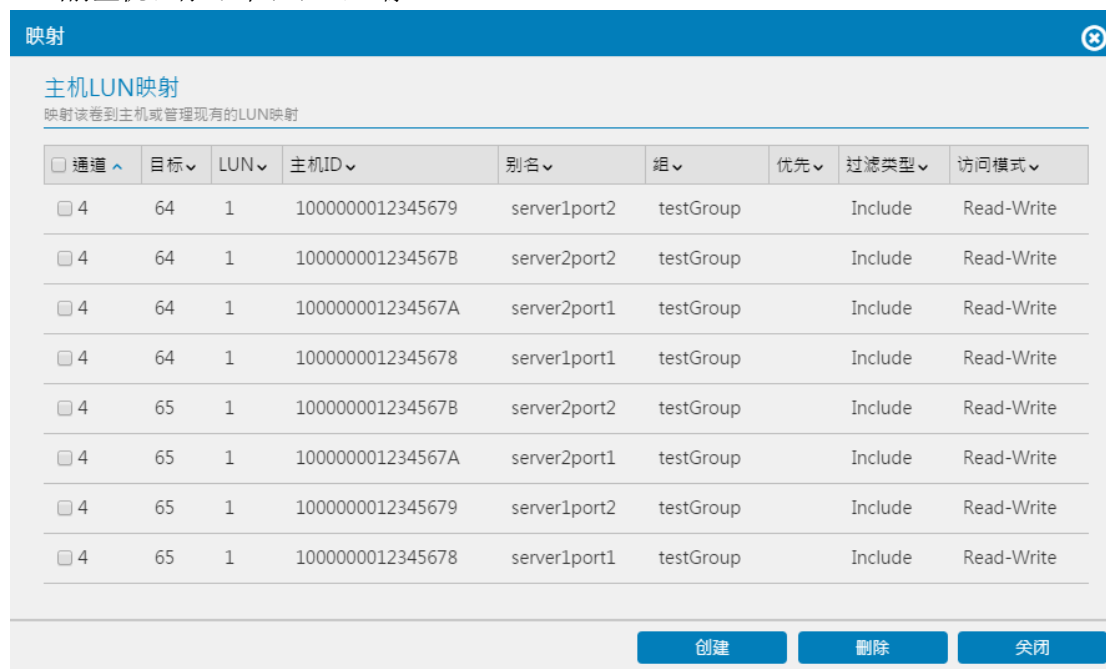 映射
主机LUN映射
映射该卷到主机或管理现有的LUN映射
通道 目标 LUN 主机ID 别名 组 优先 过滤类型 访问模式
4 64 1 1000000012345679 server1port2 testGroup Include Read-Write
4 64 1 100000001234567B server2port2 testGroup Include Read-Write
4 64 1 100000001234567A server2port1 testGroup Include Read-Write
4 64 1 1000000012345678 server1port1 testGroup Include Read-Write
4 65 1 100000001234567B server2port2 testGroup Include Read-Write
4 65 1 100000001234567A server2port1 testGroup Include Read-Write
4 65 1 1000000012345679 server1port2 testGroup Include Read-Write
4 65 1 1000000012345678 server1port1 testGroup Include Read-Write
创建 删除 关闭